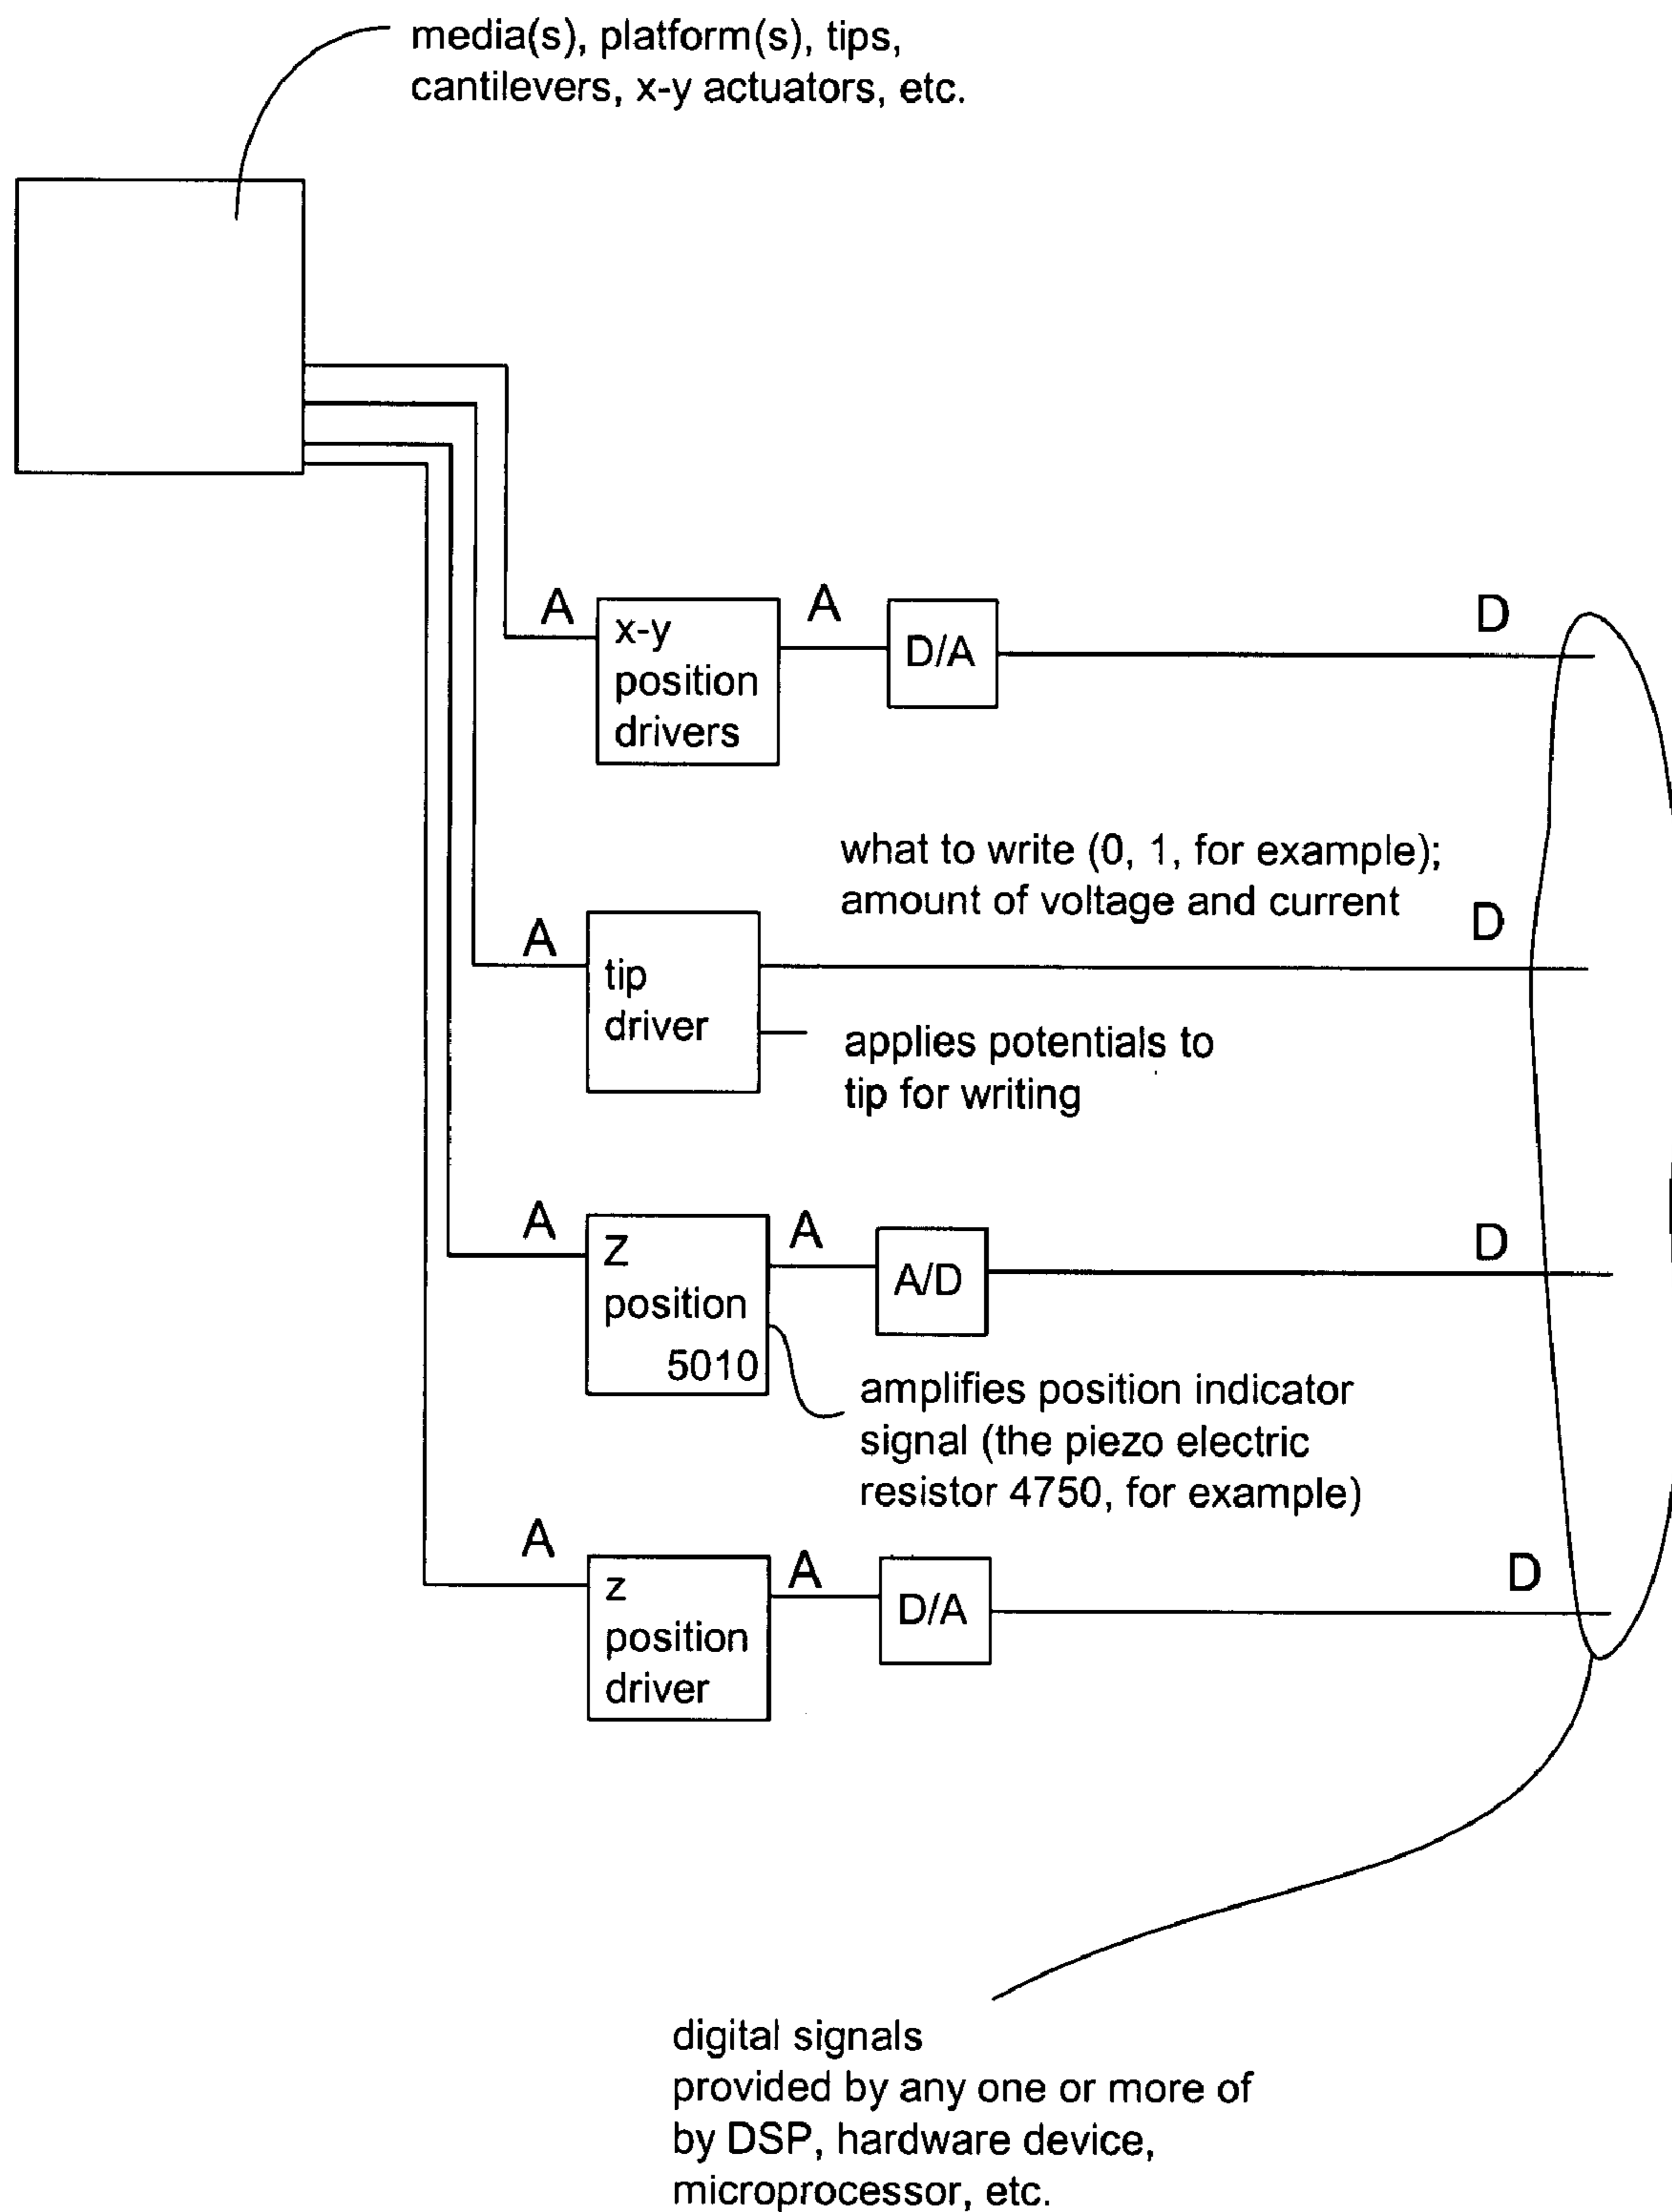 media(s), platform(s), tips,
cantilevers, x-y actuators, etc.
A
x-y
position
drivers
A
D/A
D
what to write (0, 1, for example);
amount of voltage and current
D
A
tip
driver
applies potentials to
tip for writing
A
Z
position
5010
A
A/D
D
amplifies position indicator
signal (the piezo electric
resistor 4750, for example)
A
z
position
driver
A
D/A
D
digital signals
provided by any one or more of
by DSP, hardware device,
microprocessor, etc.